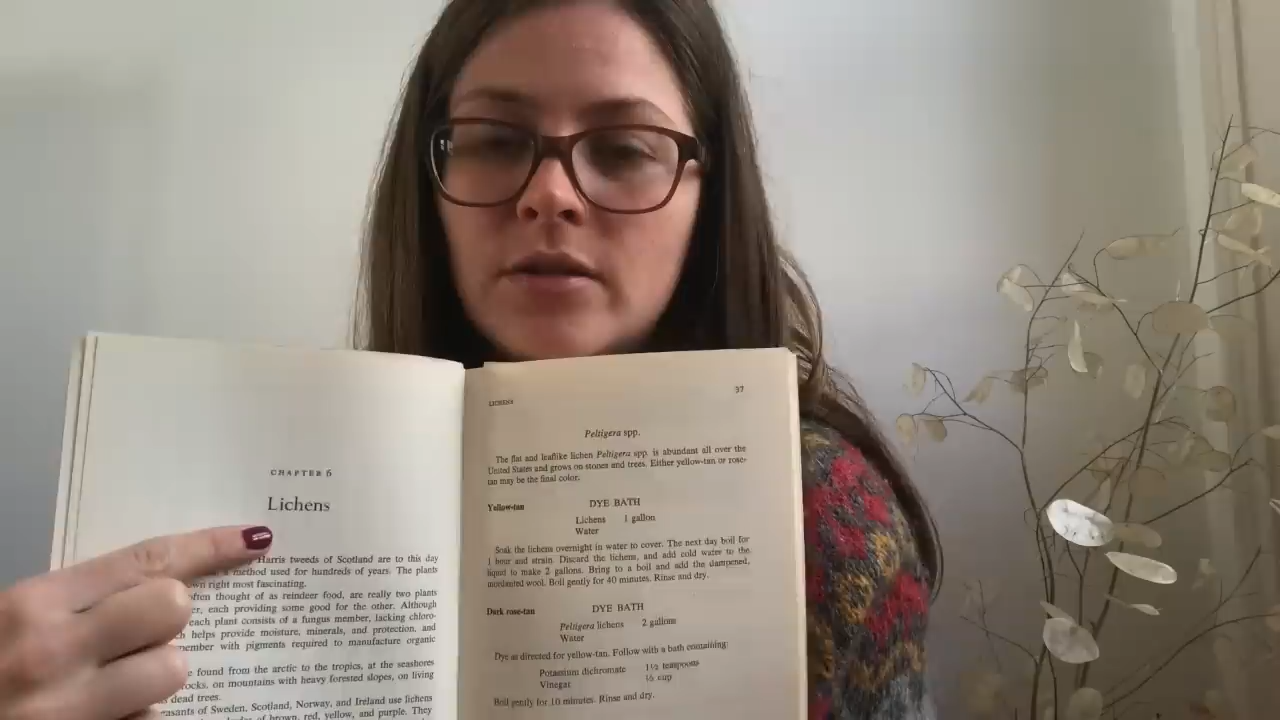 CHAPTER 6
Lichens
Harris tweeds of Scotland are to this day
a method used for hundreds of years. The plants
own right most fascinating.
often thought of as reindeer food, are really two plants
each providing some good for the other. Although
each plant consists of a fungus member, lacking chloro-
helps provide moisture, minerals, and protection, and
member with pigments required to manufacture organic
found from the arctic to the tropics, at the seashores
rocks, on mountains with heavy forested slopes, on living
dead trees.
of Sweden, Scotland, Norway, and Ireland use lichens
of brown, red, yellow, and purple. They
LICHENS 37
Peltigera spp.
The flat and leaflike lichen Peltigera spp. is abundant all over the
United States and grows on stones and trees. Either yellow-tan or rose-
tan may be the final color.
Yellow-tan DYE BATH
Lichens 1 gallon
Water
Soak the lichens overnight in water to cover. The next day boil for
1 hour and strain. Discard the lichens, and add cold water to the
liquid to make 2 gallons. Bring to a boil and add the dampened,
mordanted wool. Boil gently for 40 minutes. Rinse and dry.
Dark rose-tan DYE BATH
Peltigera lichens 2 gallons
Water
Dye as directed for yellow-tan. Follow with a bath containing:
Potassium dichromate 1½ teaspoons
Vinegar ½ cup
Boil gently for 10 minutes. Rinse and dry.